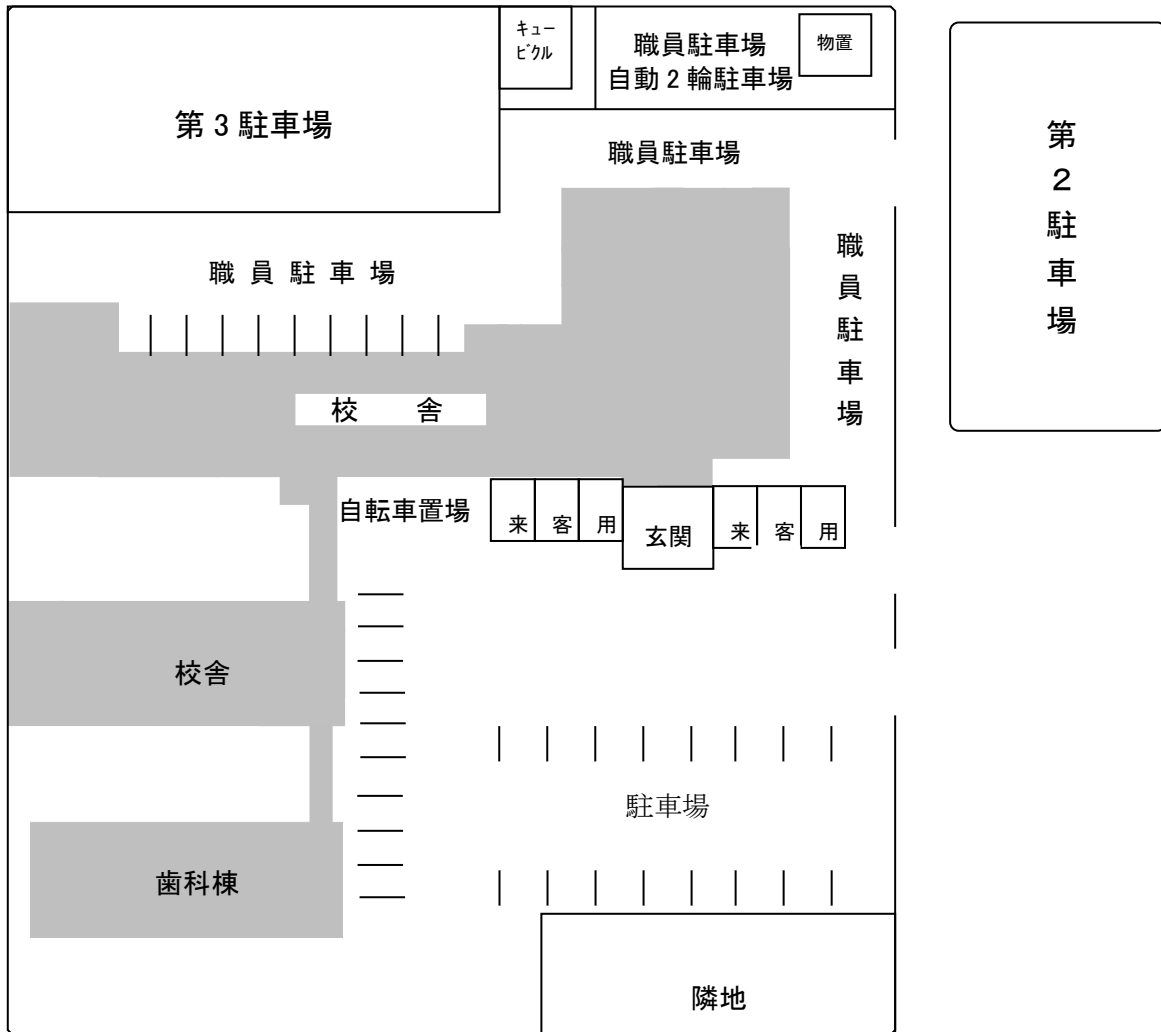 キュー
ﾋﾞｸﾙ
職員駐車場
自動２輪駐車場
物置
第３駐車場
職員駐車場
第２駐車場
職員駐車場
職員駐車場
校　　舎
自転車置場
来 客 用
玄関
来 客 用
校舎
駐車場
歯科棟
隣地